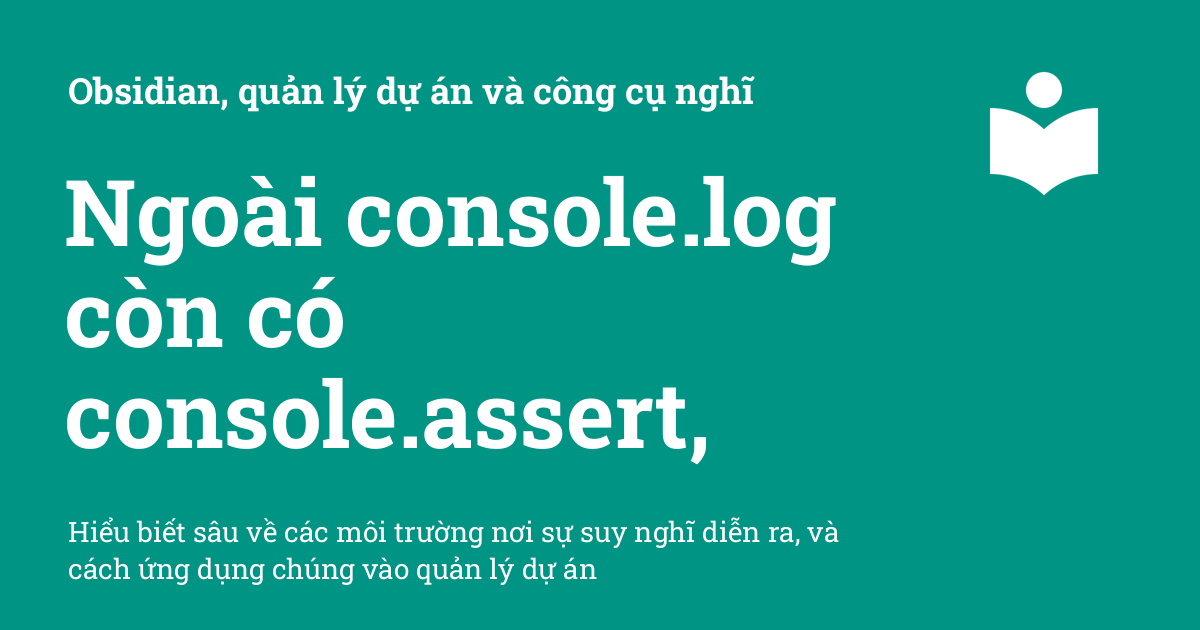 Obsidian, quản lý dự án và công cụ nghĩ
Ngoài console.log
còn có
console.assert,
Hiểu biết sâu về các môi trường nơi sự suy nghĩ diễn ra, và
cách ứng dụng chúng vào quản lý dự án